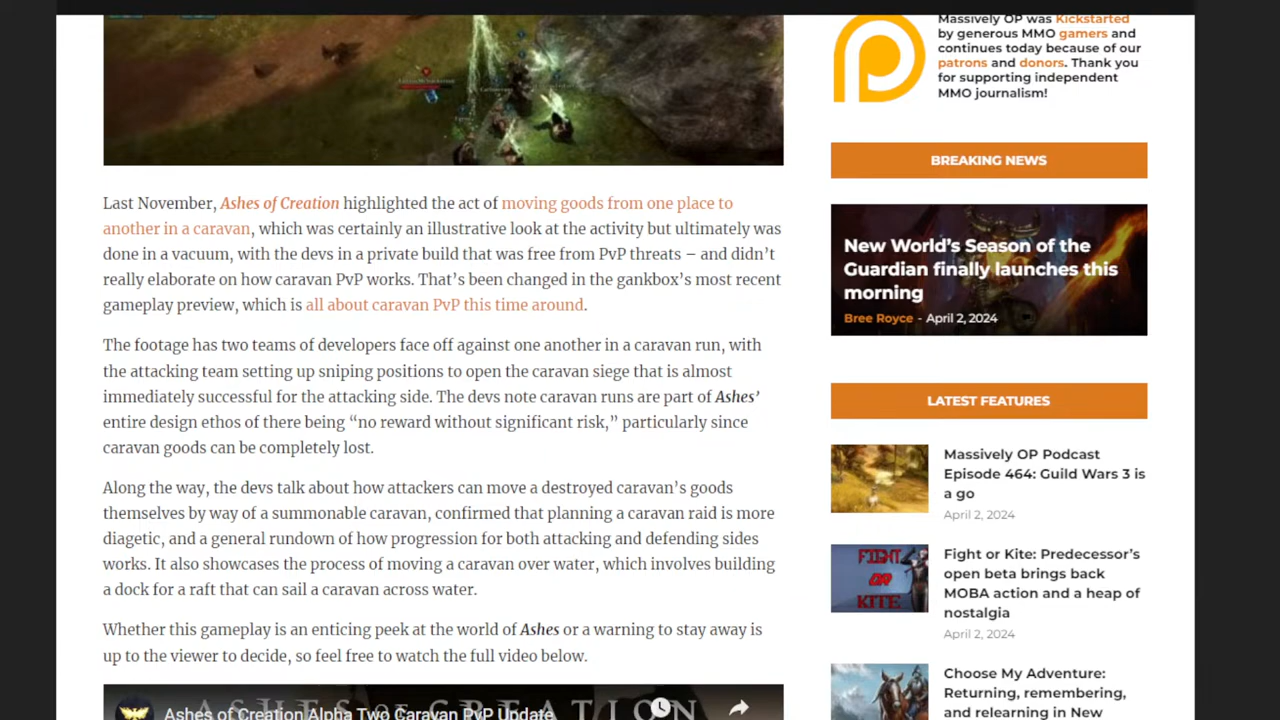 Last November, Ashes of Creation highlighted the act of moving goods from one place to
another in a caravan, which was certainly an illustrative look at the activity but ultimately was
done in a vacuum, with the devs in a private build that was free from PvP threats – and didn’t
really elaborate on how caravan PvP works. That’s been changed in the gankbox’s most recent
gameplay preview, which is all about caravan PvP this time around.
The footage has two teams of developers face off against one another in a caravan run, with
the attacking team setting up sniping positions to open the caravan siege that is almost
immediately successful for the attacking side. The devs note caravan runs are part of Ashes’
entire design ethos of there being “no reward without significant risk,” particularly since
caravan goods can be completely lost.
Along the way, the devs talk about how attackers can move a destroyed caravan’s goods
themselves by way of a summonable caravan, confirmed that planning a caravan raid is more
diagetic, and a general rundown of how progression for both attacking and defending sides
works. It also showcases the process of moving a caravan over water, which involves building
a dock for a raft that can sail a caravan across water.
Whether this gameplay is an enticing peek at the world of Ashes or a warning to stay away is
up to the viewer to decide, so feel free to watch the full video below.
ASHES OF CREATION
Ashes of Creation Alpha Two Caravan PvP Update
Massively OP was Kickstarted
by generous MMO gamers and
continues today because of our
patrons and donors. Thank you
for supporting independent
MMO journalism!
BREAKING NEWS
New World’s Season of the
Guardian finally launches this
morning
Bree Royce - April 2, 2024
LATEST FEATURES
Massively OP Podcast
Episode 464: Guild Wars 3 is
a go
April 2, 2024
FIGHT
OR
KITE
Fight or Kite: Predecessor’s
open beta brings back
MOBA action and a heap of
nostalgia
April 2, 2024
Choose My Adventure:
Returning, remembering,
and relearning in New